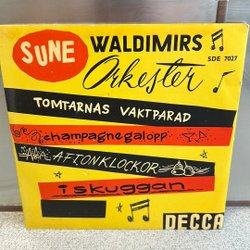 SUNE WALDIMIRS
Orkester
SDE 7027
TOMTARNAS VAKTPARAD
champagnegalopp
AFTONKLOCKOR
i skuggan
DECCA